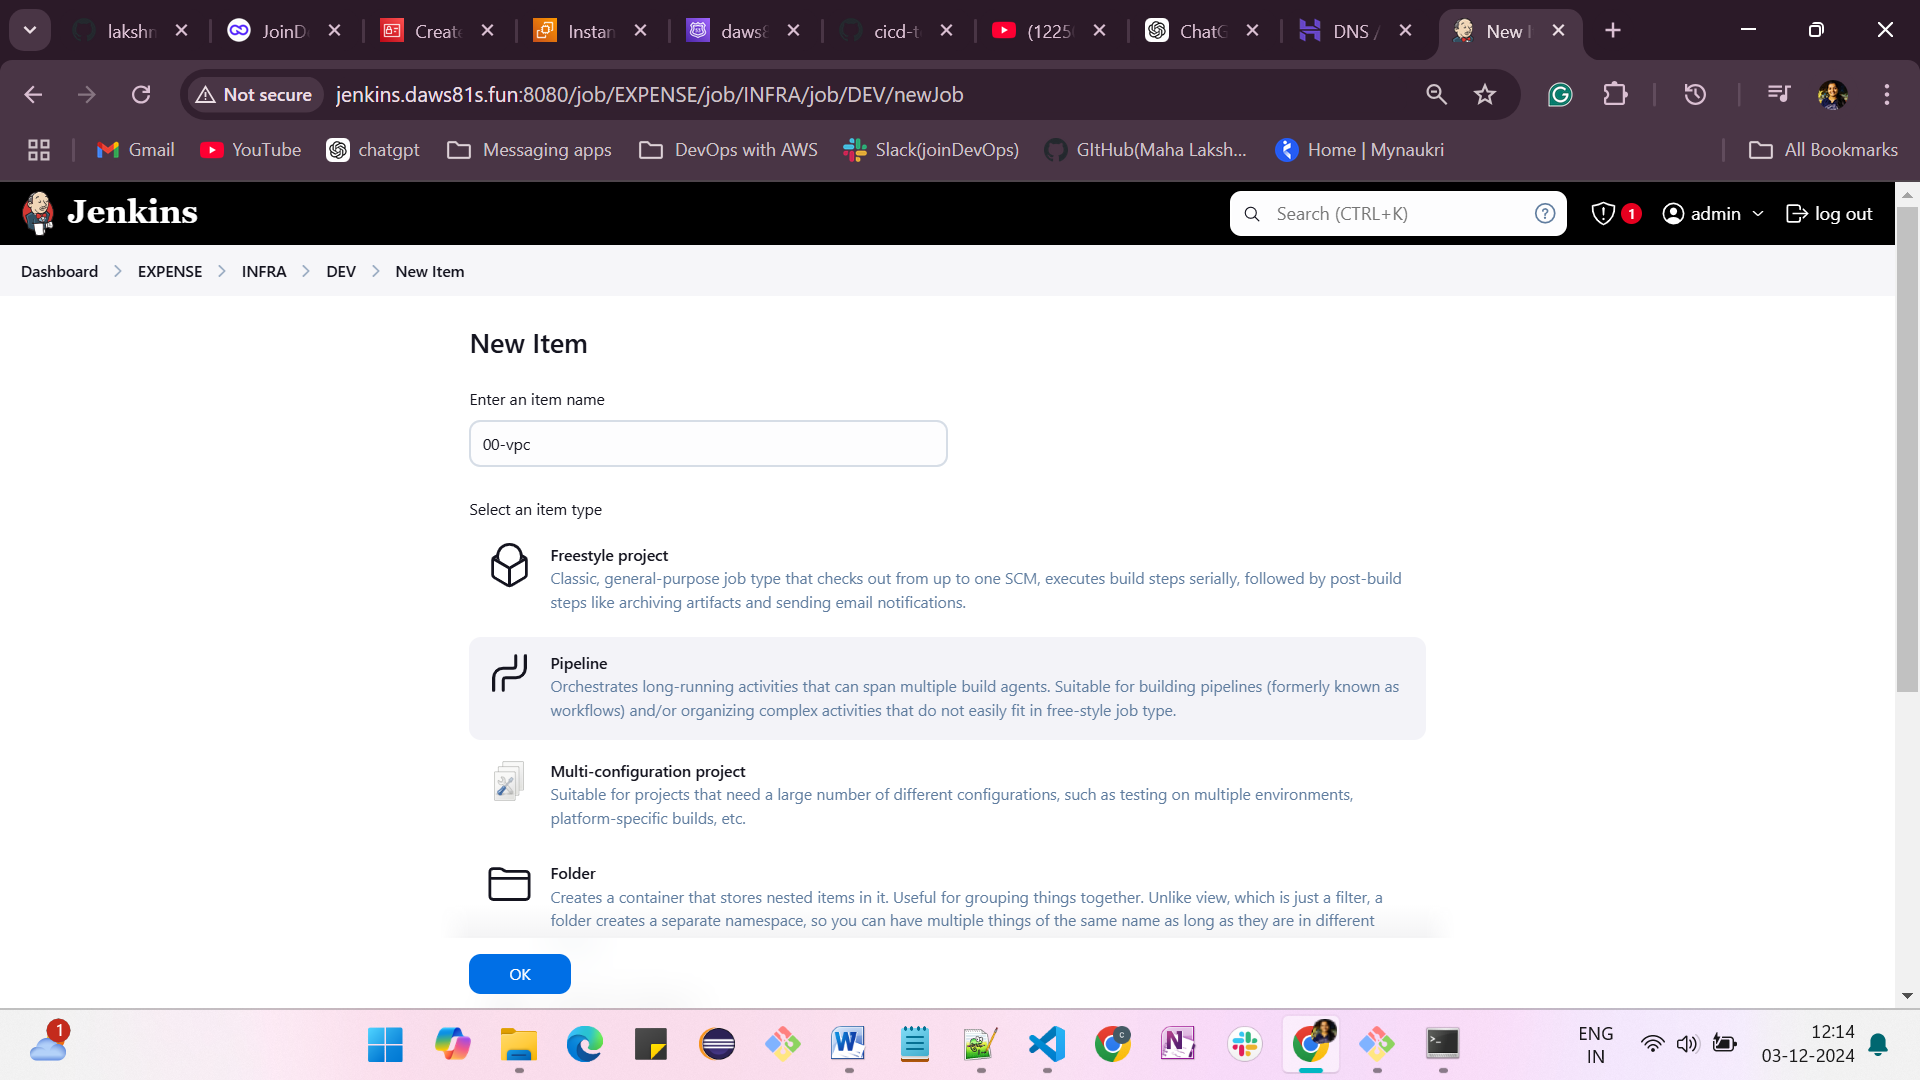 lakshm
JoinD
Create
Instan
daws8
cicd-t
(1225
ChatG
DNS /
New I
Not secure
jenkins.daws81s.fun:8080/job/EXPENSE/job/INFRA/job/DEV/newJob
Gmail
YouTube
chatgpt
Messaging apps
DevOps with AWS
Slack(joinDevOps)
GItHub(Maha Laksh...
Home | Mynaukri
All Bookmarks
Jenkins
Search (CTRL+K)
1
admin
log out
Dashboard > EXPENSE > INFRA > DEV > New Item
New Item
Enter an item name
00-vpc
Select an item type
Freestyle project
Classic, general-purpose job type that checks out from up to one SCM, executes build steps serially, followed by post-build
steps like archiving artifacts and sending email notifications.
Pipeline
Orchestrates long-running activities that can span multiple build agents. Suitable for building pipelines (formerly known as
workflows) and/or organizing complex activities that do not easily fit in free-style job type.
Multi-configuration project
Suitable for projects that need a large number of different configurations, such as testing on multiple environments,
platform-specific builds, etc.
Folder
Creates a container that stores nested items in it. Useful for grouping things together. Unlike view, which is just a filter, a
folder creates a separate namespace, so you can have multiple things of the same name as long as they are in different
OK
1
ENG
IN
12:14
03-12-2024